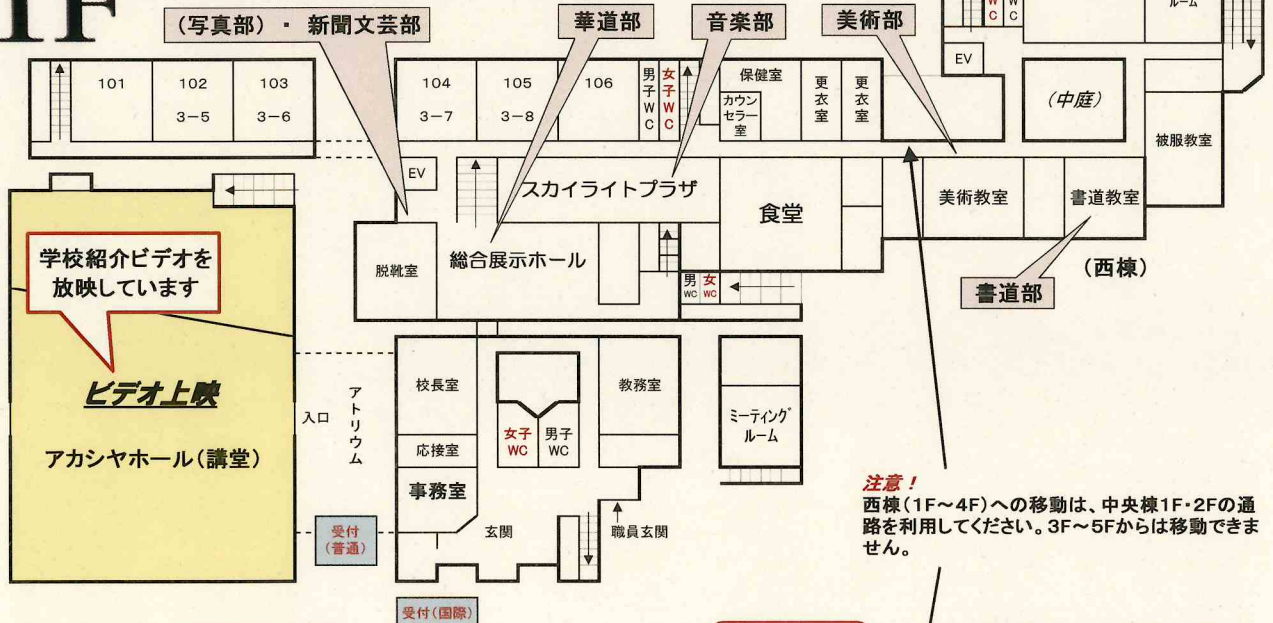 1F
(写真部)・ 新聞文芸部
華道部
音楽部
美術部
WC
WC
ルーム
EV
101
102
3−5
103
3−6
104
3−7
105
3−8
106
男子WC
女子WC
保健室
カウンセラー室
更衣室
更衣室
(中庭)
被服教室
EV
スカイライトプラザ
食堂
美術教室
書道教室
学校紹介ビデオを
放映しています
脱靴室
総合展示ホール
男WC
女WC
書道部
(西棟)
ビデオ上映
アカシヤホール(講堂)
入口
アトリウム
校長室
応接室
事務室
女子WC
男子WC
教務室
ミーティングルーム
受付
(普通)
玄関
職員玄関
受付(国際)
注意!
西棟(1F〜4F)への移動は、中央棟1F・2Fの通
路を利用してください。3F〜5Fからは移動できま
せん。